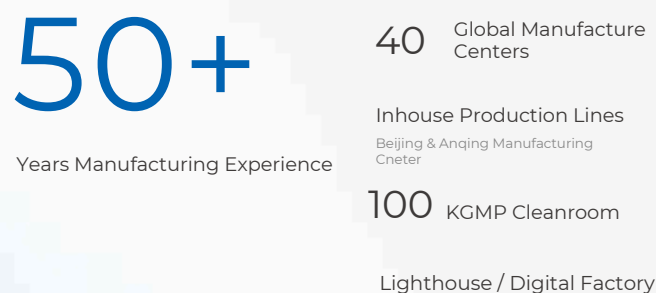 50+
Years Manufacturing Experience
40 Global Manufacture
Centers
Inhouse Production Lines
Beijing & Anqing Manufacturing
Cneter
100 KGMP Cleanroom
Lighthouse / Digital Factory